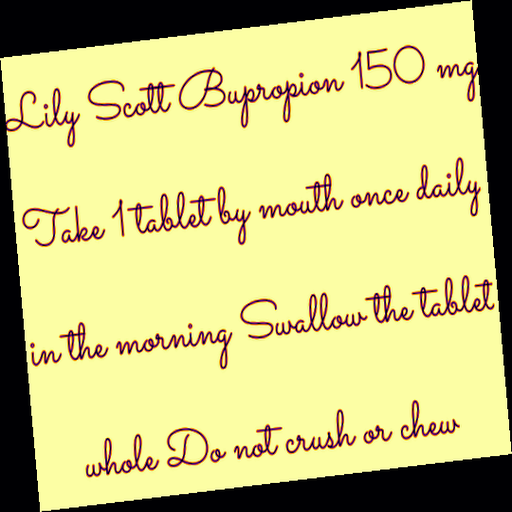 Lily Scott Bupropion 150 mg
Take 1 tablet by mouth once daily
in the morning Swallow the tablet
whole Do not crush or chew